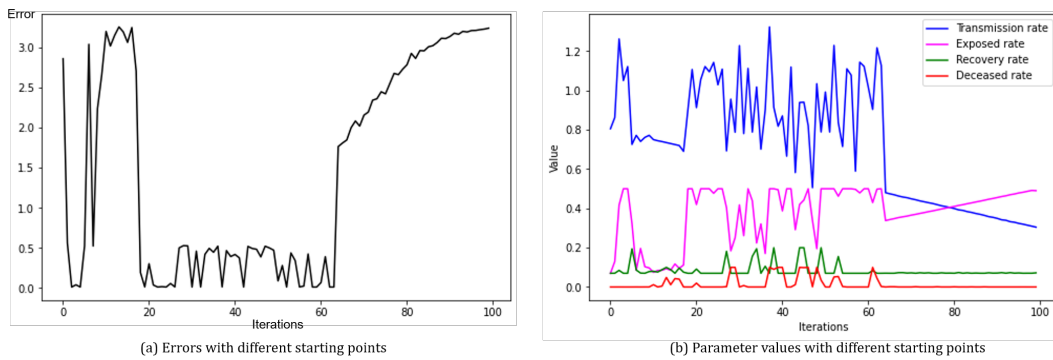 Error
3.0
2.5
2.0
1.5
1.0
0.5
0.0
0
20
40
60
80
100
Iterations
(a) Errors with different starting points
Value
1.2
1.0
0.8
0.6
0.4
0.2
0.0
Transmission rate
Exposed rate
Recovery rate
Deceased rate
0
20
40
60
80
100
Iterations
(b) Parameter values with different starting points